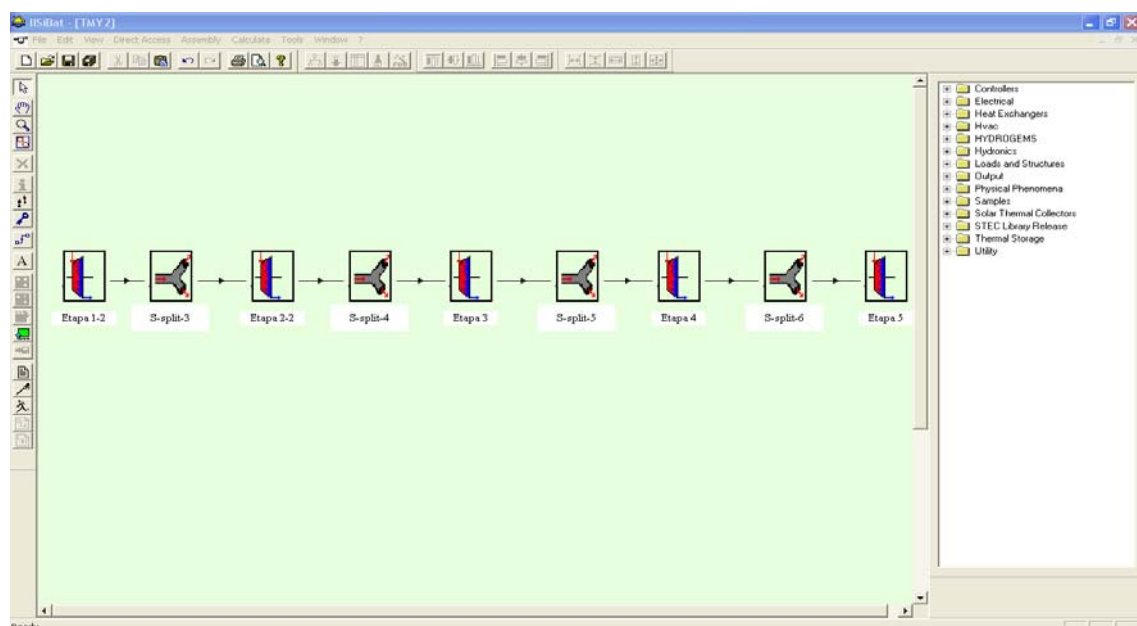 IISiBat - [TMY2]
File Edit View Direct Access Assembly Calculate Tools Window ?
A
Controllers
Electrical
Heat Exchangers
Hvac
HYDROGEMS
Hydronics
Loads and Structures
Output
Physical Phenomena
Samples
Solar Thermal Collectors
STEC Library Release
Thermal Storage
Utility
Etapa 1-2 S-split-3 Etapa 2-2 S-split-4 Etapa 3 S-split-5 Etapa 4 S-split-6 Etapa 5